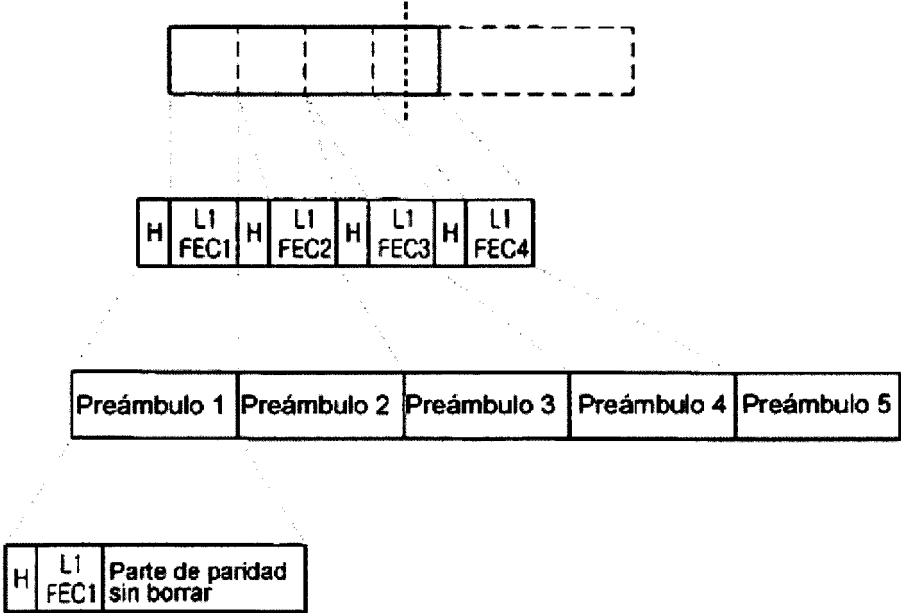 H L1 FEC1 H L1 FEC2 H L1 FEC3 H L1 FEC4
Preámbulo 1 Preámbulo 2 Preámbulo 3 Preámbulo 4 Preámbulo 5
H L1 FEC1 Parte de paridad
sin borrar